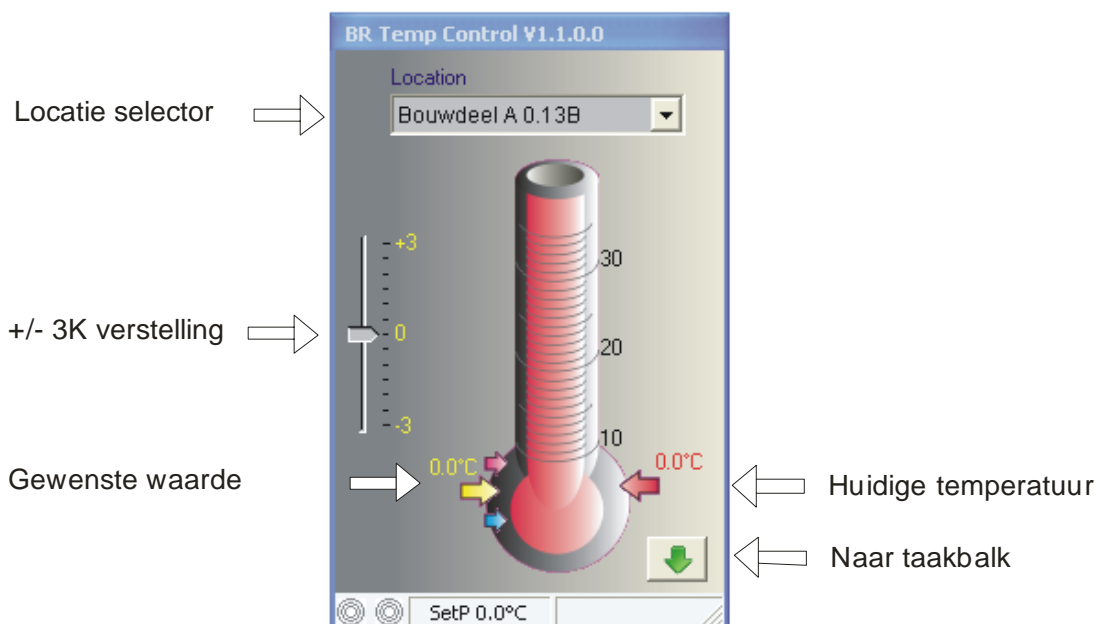 BR Temp Control V1.1.0.0
Location
Locatie selector
Bouwdeel A 0.13B
+3
30
+/- 3K verstelling
0
20
-3
10
0.0°C
0.0°C
Gewenste waarde
Huidige temperatuur
Naar taakbalk
SetP 0.0°C